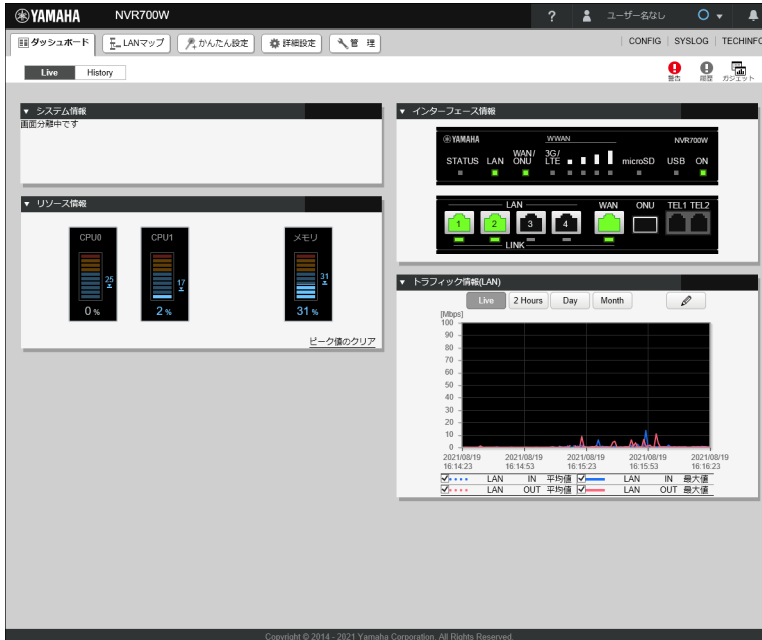 YAMAHA NVR700W ? ユーザー名なし
ダッシュボード LANマップ かんたん設定 詳細設定 管 理 CONFIG SYSLOG TECHINFO
Live History 警告 履歴 ガジェット
▼ システム情報
画面分離中です
▼ リソース情報
CPU0 CPU1 メモリ
25 17 31
0 % 2 % 31 %
ピーク値のクリア
▼ インターフェース情報
YAMAHA WWAN NVR700W
STATUS LAN WAN/ONU 3G/LTE microSD USB ON
LAN WAN ONU TEL1 TEL2
1 2 3 4
LINK
▼ トラフィック情報(LAN)
Live 2 Hours Day Month
[Mbps]
100
90
80
70
60
50
40
30
20
10
0
2021/08/19 2021/08/19 2021/08/19 2021/08/19 2021/08/19
16:14:23 16:14:53 16:15:23 16:15:53 16:16:23
LAN IN 平均値 LAN IN 最大値
LAN OUT 平均値 LAN OUT 最大値
Copyright © 2014 - 2021 Yamaha Corporation. All Rights Reserved.